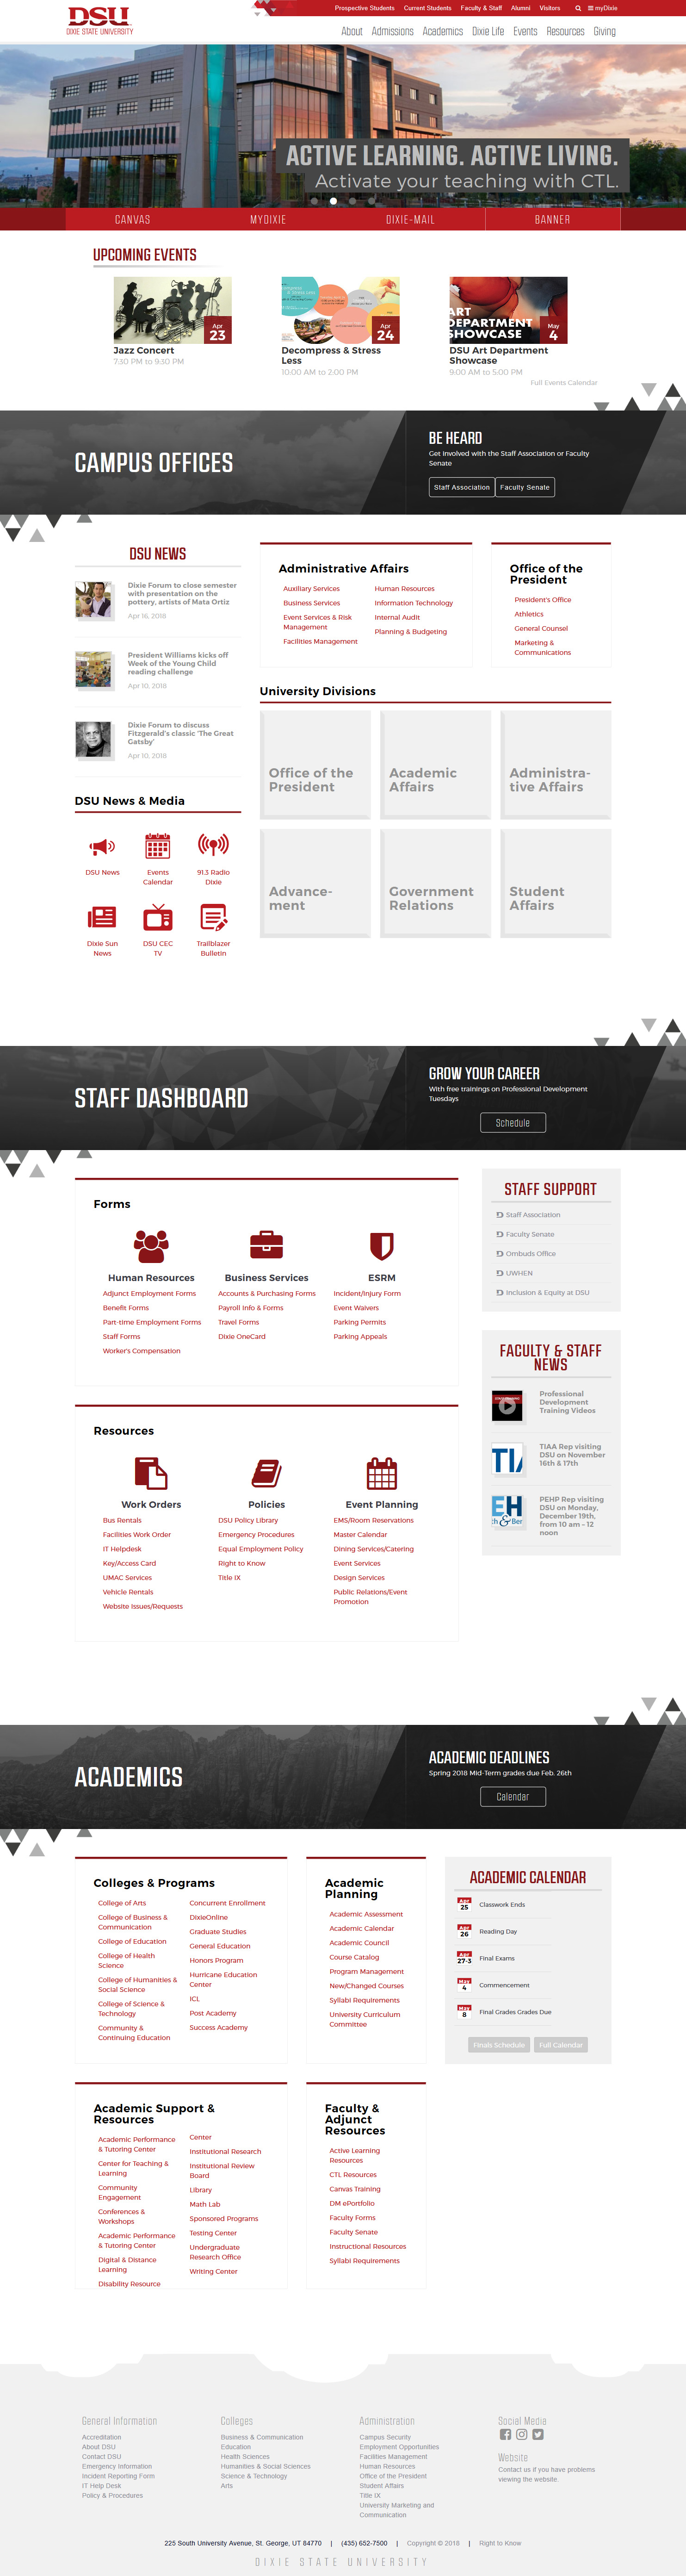 DSU
DIXIE STATE UNIVERSITY
Prospective Students Current Students Faculty & Staff Alumni Visitors myDixie
About Admissions Academics Dixie Life Events Resources Giving
ACTIVE LEARNING. ACTIVE LIVING.
Activate your teaching with CTL.
CANVAS MYDIXIE DIXIE-MAIL BANNER
UPCOMING EVENTS
Apr
23
Jazz Concert
7:30 PM to 9:30 PM
Apr
24
Decompress & Stress
Less
10:00 AM to 2:00 PM
ART
DEPARTMENT
SHOWCASE
May
4
DSU Art Department
Showcase
9:00 AM to 5:00 PM
Full Events Calendar
CAMPUS OFFICES
BE HEARD
Get involved with the Staff Association or Faculty
Senate
Staff Association Faculty Senate
DSU NEWS
Dixie Forum to close semester
with presentation on the
pottery, artists of Mata Ortiz
Apr 16, 2018
President Williams kicks off
Week of the Young Child
reading challenge
Apr 10, 2018
Dixie Forum to discuss
Fitzgerald's classic 'The Great
Gatsby'
Apr 10, 2018
DSU News & Media
DSU News
Events
Calendar
91.3 Radio
Dixie
Dixie Sun
News
DSU CEC
TV
Trailblazer
Bulletin
Administrative Affairs
Auxiliary Services
Business Services
Event Services & Risk
Management
Facilities Management
Human Resources
Information Technology
Internal Audit
Planning & Budgeting
Office of the
President
President's Office
Athletics
General Counsel
Marketing &
Communications
University Divisions
Office of the
President
Academic
Affairs
Administra-
tive Affairs
Advance-
ment
Government
Relations
Student
Affairs
STAFF DASHBOARD
GROW YOUR CAREER
With free trainings on Professional Development
Tuesdays
Schedule
Forms
Human Resources
Adjunct Employment Forms
Benefit Forms
Part-time Employment Forms
Staff Forms
Worker's Compensation
Business Services
Accounts & Purchasing Forms
Payroll Info & Forms
Travel Forms
Dixie OneCard
ESRM
Incident/Injury Form
Event Waivers
Parking Permits
Parking Appeals
Resources
Work Orders
Bus Rentals
Facilities Work Order
IT Helpdesk
Key/Access Card
UMAC Services
Vehicle Rentals
Website Issues/Requests
Policies
DSU Policy Library
Emergency Procedures
Equal Employment Policy
Right to Know
Title IX
Event Planning
EMS/Room Reservations
Master Calendar
Dining Services/Catering
Event Services
Design Services
Public Relations/Event
Promotion
STAFF SUPPORT
Staff Association
Faculty Senate
Ombuds Office
UWHEN
Inclusion & Equity at DSU
FACULTY & STAFF
NEWS
Professional
Development
Training Videos
TIA
TIAA Rep visiting
DSU on November
16th & 17th
EH
th & Ben
PEHP Rep visiting
DSU on Monday,
December 19th,
from 10 am – 12
noon
ACADEMICS
ACADEMIC DEADLINES
Spring 2018 Mid-Term grades due Feb. 26th
Calendar
Colleges & Programs
College of Arts
College of Business &
Communication
College of Education
College of Health
Science
College of Humanities &
Social Science
College of Science &
Technology
Community &
Continuing Education
Concurrent Enrollment
DixieOnline
Graduate Studies
General Education
Honors Program
Hurricane Education
Center
ICL
Post Academy
Success Academy
Academic
Planning
Academic Assessment
Academic Calendar
Academic Council
Course Catalog
Program Management
New/Changed Courses
Syllabi Requirements
University Curriculum
Committee
ACADEMIC CALENDAR
Apr
25
Classwork Ends
Apr
26
Reading Day
Apr
27-3
Final Exams
May
4
Commencement
May
8
Final Grades Grades Due
Finals Schedule Full Calendar
Academic Support &
Resources
Academic Performance
& Tutoring Center
Center for Teaching &
Learning
Community
Engagement
Conferences &
Workshops
Academic Performance
& Tutoring Center
Digital & Distance
Learning
Disability Resource
Center
Institutional Research
Institutional Review
Board
Library
Math Lab
Sponsored Programs
Testing Center
Undergraduate
Research Office
Writing Center
Faculty &
Adjunct
Resources
Active Learning
Resources
CTL Resources
Canvas Training
DM ePortfolio
Faculty Forms
Faculty Senate
Instructional Resources
Syllabi Requirements
General Information
Accreditation
About DSU
Contact DSU
Emergency Information
Incident Reporting Form
IT Help Desk
Policy & Procedures
Colleges
Business & Communication
Education
Health Sciences
Humanities & Social Sciences
Science & Technology
Arts
Administration
Campus Security
Employment Opportunities
Facilities Management
Human Resources
Office of the President
Student Affairs
Title IX
University Marketing and
Communication
Social Media
Website
Contact us if you have problems
viewing the website.
225 South University Avenue, St. George, UT 84770 | (435) 652-7500 | Copyright © 2018 | Right to Know
DIXIE STATE UNIVERSITY